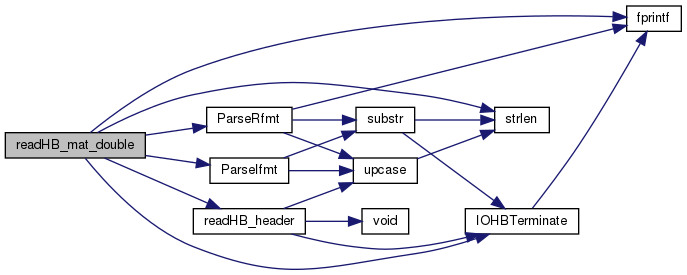 fprintf
ParseRfmt
substr
strlen
readHB_mat_double
ParseIfmt
upcase
readHB_header
void
IOHBTerminate